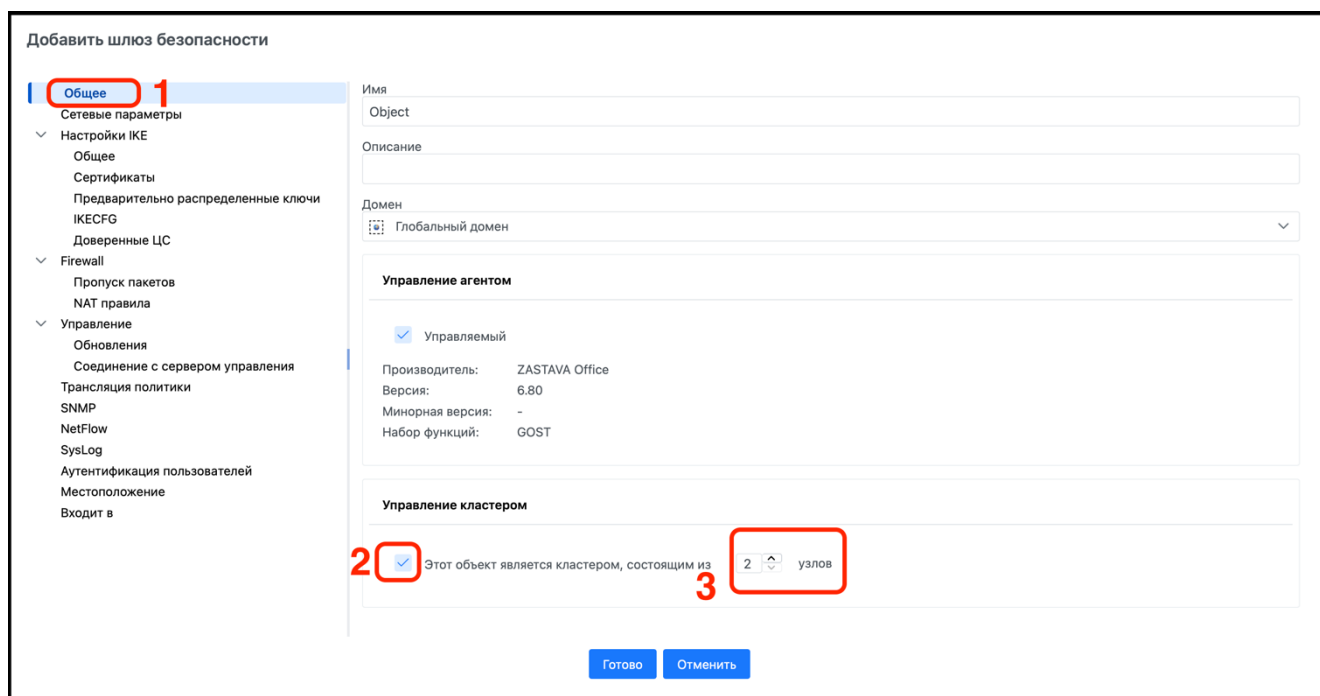 Добавить шлюз безопасности
Общее
1
Сетевые параметры
Настройки IKE
Общее
Сертификаты
Предварительно распределенные ключи
IKECFG
Доверенные ЦС
Firewall
Пропуск пакетов
NAT правила
Управление
Обновления
Соединение с сервером управления
Трансляция политики
SNMP
NetFlow
SysLog
Аутентификация пользователей
Местоположение
Входит в
Имя
Object
Описание
Домен
Глобальный домен
Управление агентом
Управляемый
Производитель: ZASTAVA Office
Версия: 6.80
Минорная версия: -
Набор функций: GOST
Управление кластером
2 Этот объект является кластером, состоящим из 2 узлов
3
Готово Отменить